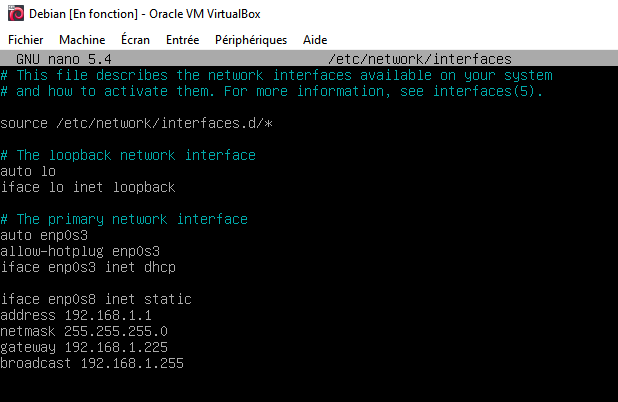 Debian [En fonction] - Oracle VM VirtualBox
Fichier Machine Écran Entrée Périphériques Aide
GNU nano 5.4 /etc/network/interfaces
# This file describes the network interfaces available on your system
# and how to activate them. For more information, see interfaces(5).
source /etc/network/interfaces.d/*
# The loopback network interface
auto lo
iface lo inet loopback
# The primary network interface
auto enp0s3
allow-hotplug enp0s3
iface enp0s3 inet dhcp
iface enp0s8 inet static
address 192.168.1.1
netmask 255.255.255.0
gateway 192.168.1.225
broadcast 192.168.1.255